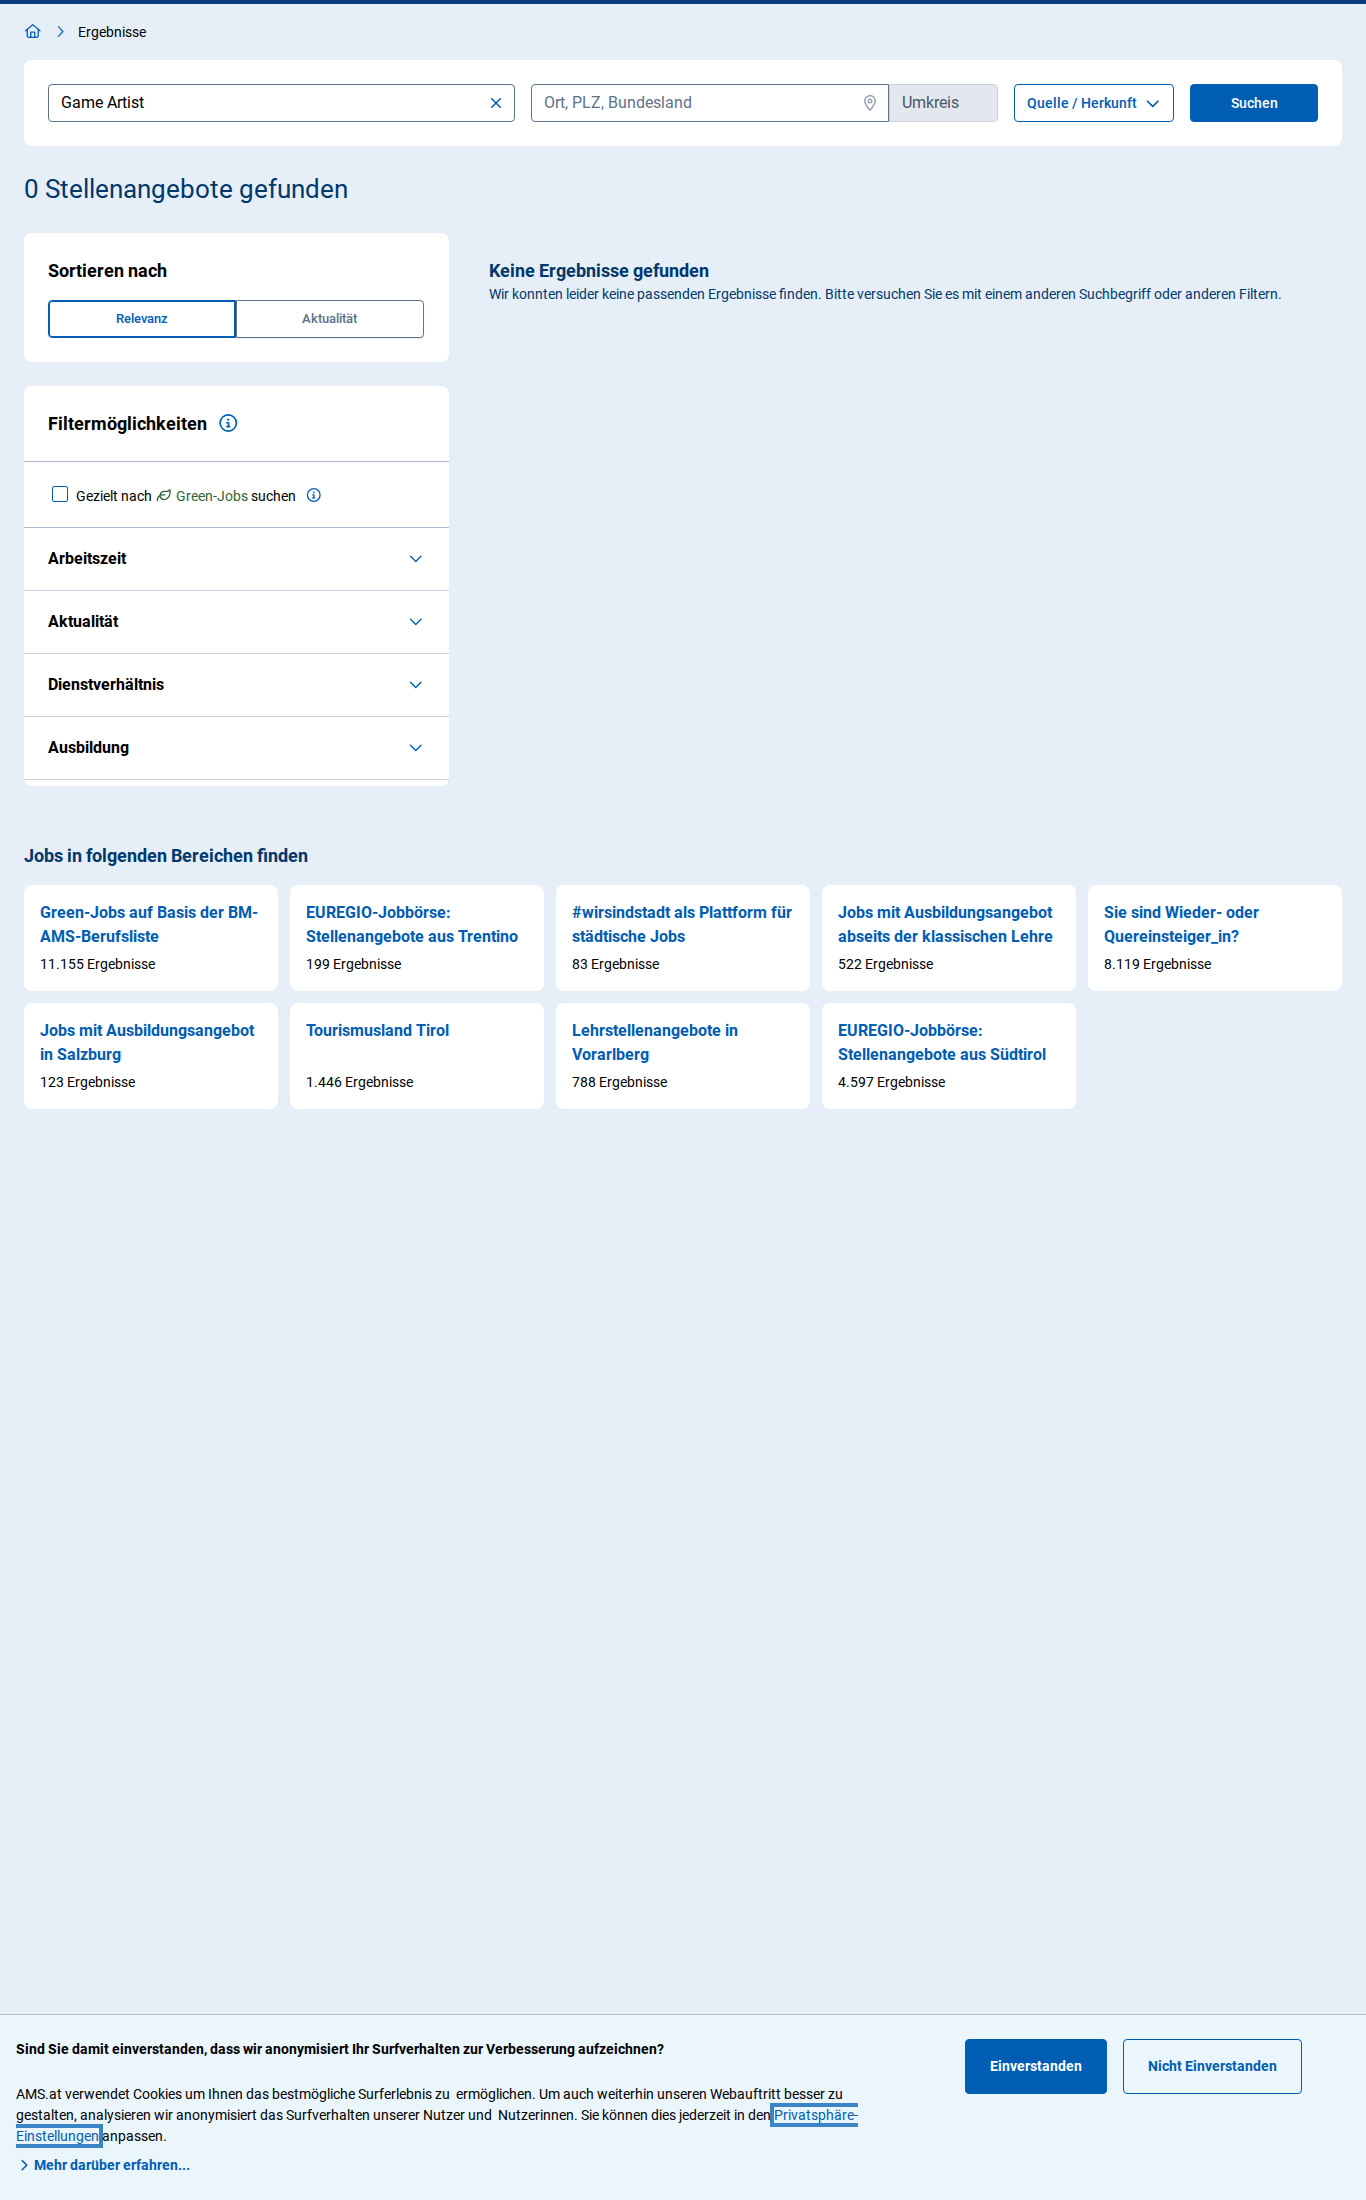 Ergebnisse
Game Artist
Ort, PLZ, Bundesland
Umkreis
Quelle / Herkunft
Suchen
0 Stellenangebote gefunden
Sortieren nach
Relevanz
Aktualität
Keine Ergebnisse gefunden
Wir konnten leider keine passenden Ergebnisse finden. Bitte versuchen Sie es mit einem anderen Suchbegriff oder anderen Filtern.
Filtermöglichkeiten
Gezielt nach Green-Jobs suchen
Arbeitszeit
Aktualität
Dienstverhältnis
Ausbildung
Jobs in folgenden Bereichen finden
Green-Jobs auf Basis der BM-
AMS-Berufsliste
11.155 Ergebnisse
EUREGIO-Jobbörse:
Stellenangebote aus Trentino
199 Ergebnisse
#wirsindstadt als Plattform für
städtische Jobs
83 Ergebnisse
Jobs mit Ausbildungsangebot
abseits der klassischen Lehre
522 Ergebnisse
Sie sind Wieder- oder
Quereinsteiger_in?
8.119 Ergebnisse
Jobs mit Ausbildungsangebot
in Salzburg
123 Ergebnisse
Tourismusland Tirol
1.446 Ergebnisse
Lehrstellenangebote in
Vorarlberg
788 Ergebnisse
EUREGIO-Jobbörse:
Stellenangebote aus Südtirol
4.597 Ergebnisse
Sind Sie damit einverstanden, dass wir anonymisiert Ihr Surfverhalten zur Verbesserung aufzeichnen?
AMS.at verwendet Cookies um Ihnen das bestmögliche Surferlebnis zu ermöglichen. Um auch weiterhin unseren Webauftritt besser zu
gestalten, analysieren wir anonymisiert das Surfverhalten unserer Nutzer und Nutzerinnen. Sie können dies jederzeit in den Privatsphäre-
Einstellungen anpassen.
Mehr darüber erfahren...
Einverstanden
Nicht Einverstanden